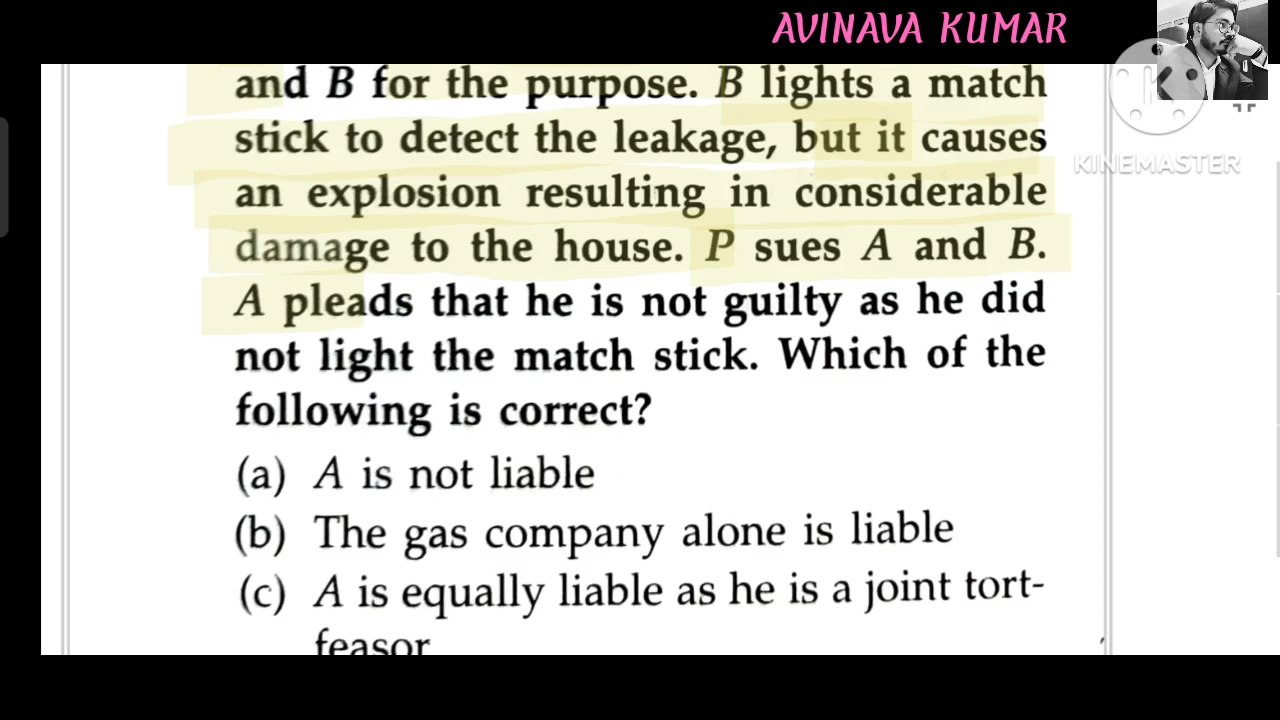 AVINAVA KUMAR
KINEMASTER
and B for the purpose. B lights a match
stick to detect the leakage, but it causes
an explosion resulting in considerable
damage to the house. P sues A and B.
A pleads that he is not guilty as he did
not light the match stick. Which of the
following is correct?
(a) A is not liable
(b) The gas company alone is liable
(c) A is equally liable as he is a joint tort-
feasor